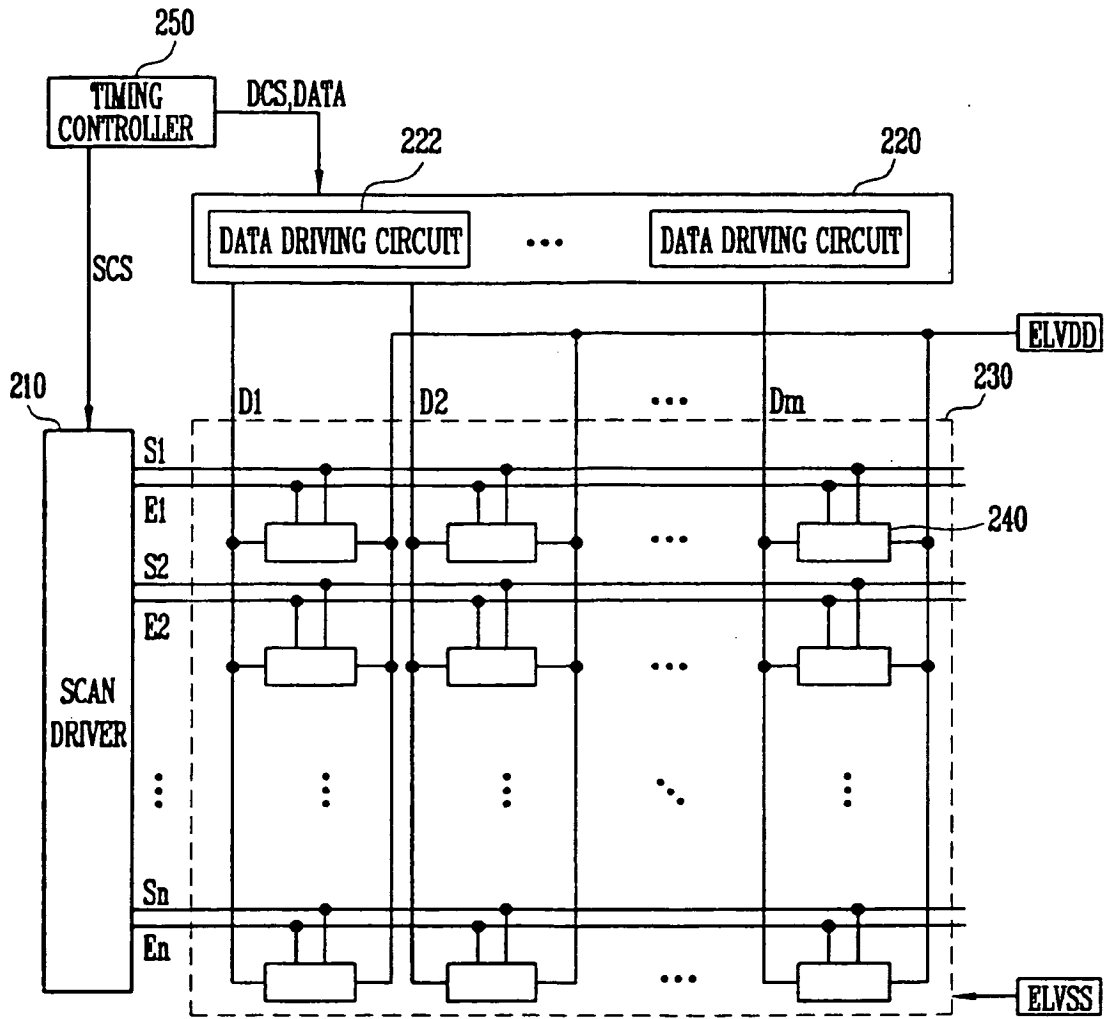 250
TIMING
CONTROLLER
DCS,DATA
222
220
DATA DRIVING CIRCUIT
DATA DRIVING CIRCUIT
SCS
ELVDD
210
230
D1
D2
Dm
S1
E1
240
S2
E2
SCAN
DRIVER
Sn
En
ELVSS